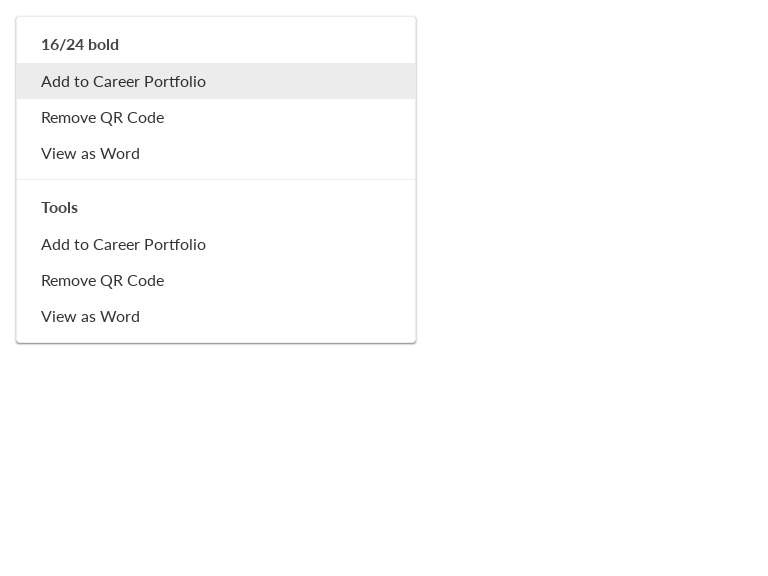 16/24 bold
Add to Career Portfolio
Remove QR Code
View as Word
Tools
Add to Career Portfolio
Remove QR Code
View as Word